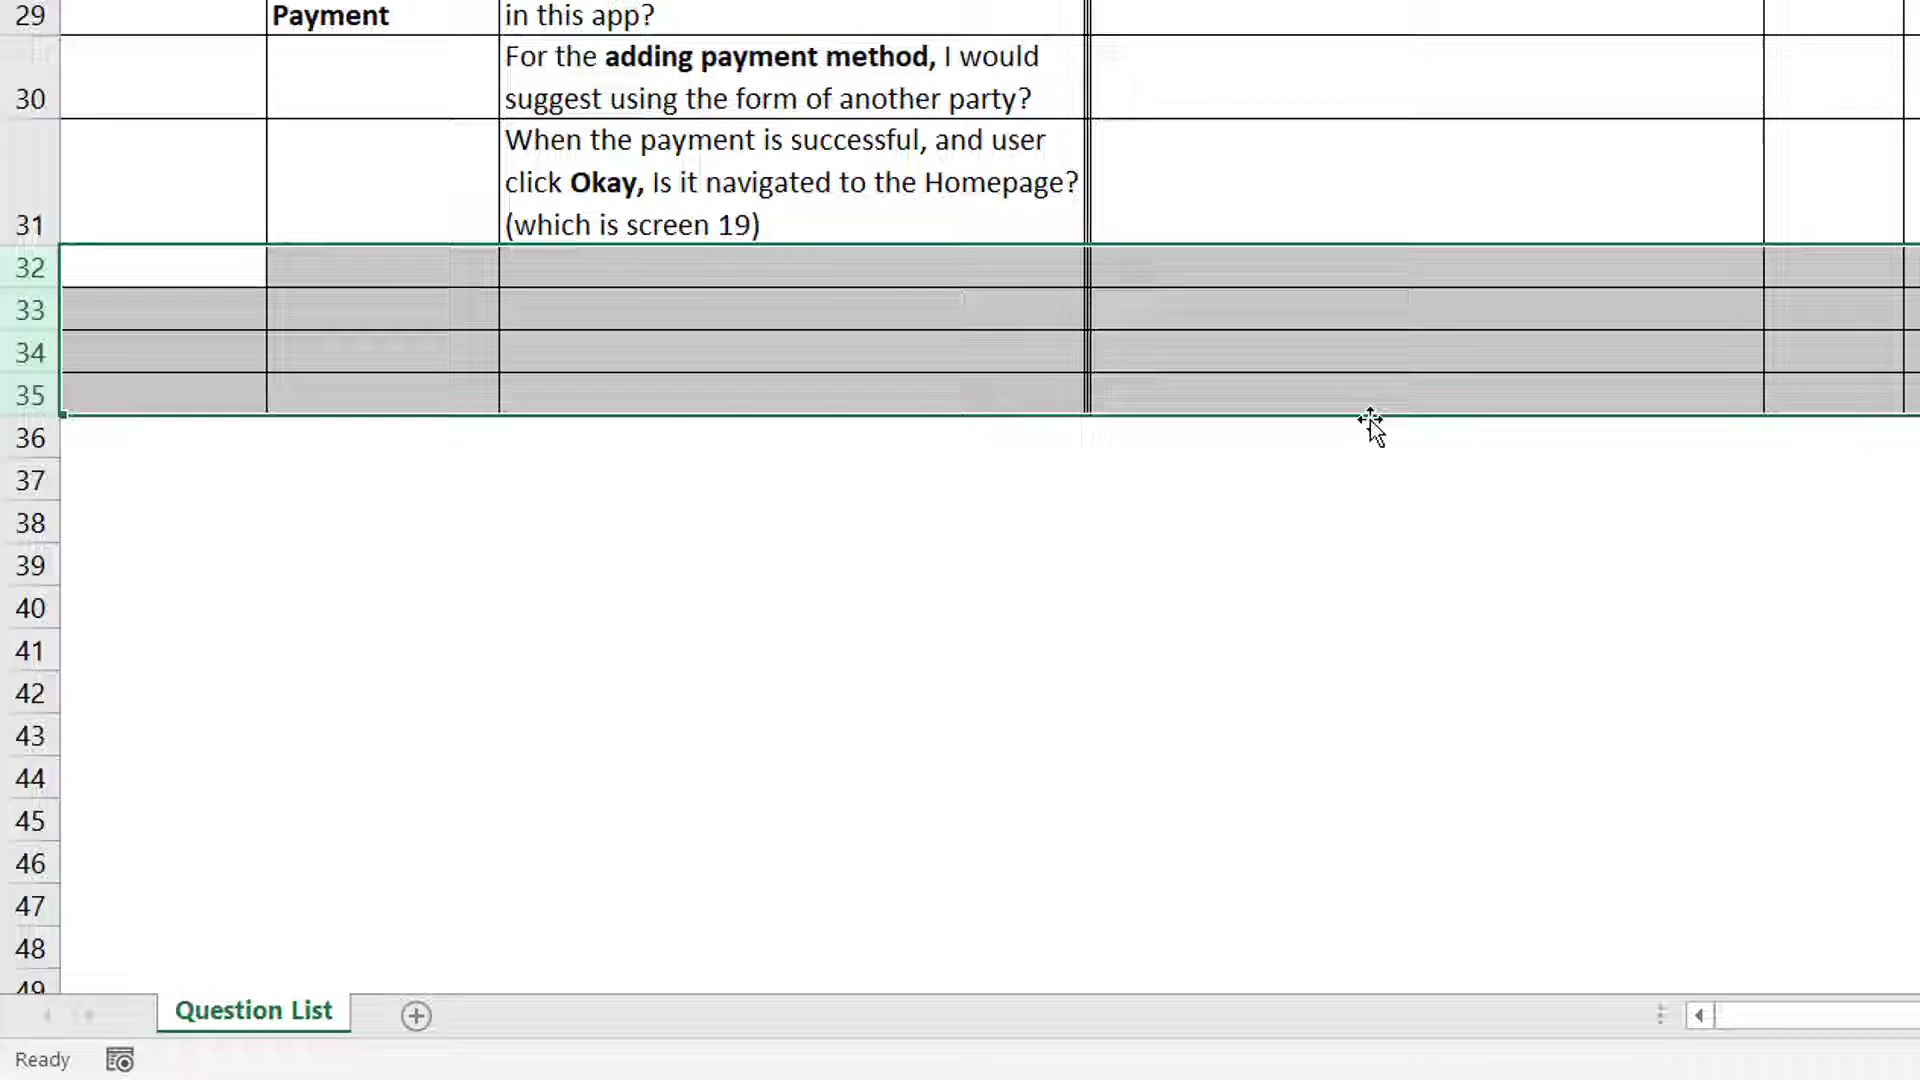 29
Payment
in this app?
For the adding payment method, I would
30
suggest using the form of another party?
When the payment is successful, and user
click Okay, Is it navigated to the Homepage?
31
(which is screen 19)
32
33
34
35
36
37
38
39
40
41
42
43
44
45
46
47
48
49
Question List
Ready